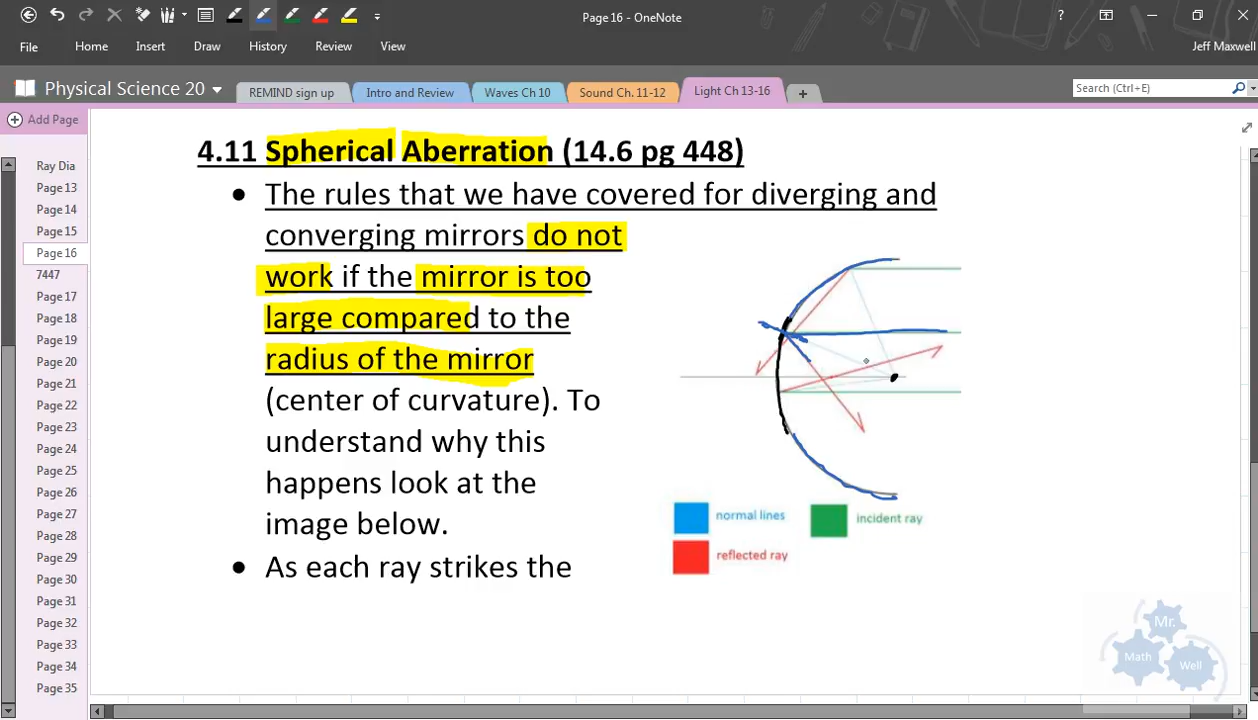 Page 16 - OneNote
?
File Home Insert Draw History Review View
Jeff Maxwell
Physical Science 20
REMIND sign up
Intro and Review
Waves Ch 10
Sound Ch. 11-12
Light Ch 13-16
Search (Ctrl+E)
Add Page
Ray Dia
Page 13
Page 14
Page 15
Page 16
7447
Page 17
Page 18
Page 19
Page 20
Page 21
Page 22
Page 23
Page 24
Page 25
Page 26
Page 27
Page 28
Page 29
Page 30
Page 31
Page 32
Page 33
Page 34
Page 35
4.11 Spherical Aberration (14.6 pg 448)
• The rules that we have covered for diverging and
converging mirrors do not
work if the mirror is too
large compared to the
radius of the mirror
(center of curvature). To
understand why this
happens look at the
image below.
• As each ray strikes the
normal lines
incident ray
reflected ray
Mr.
Math
Well